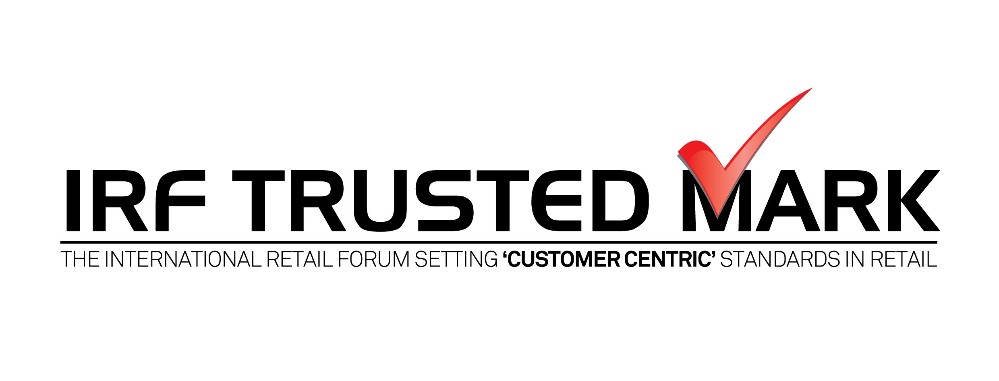 IRF TRUSTED MARK
THE INTERNATIONAL RETAIL FORUM SETTING ‘CUSTOMER CENTRIC’ STANDARDS IN RETAIL